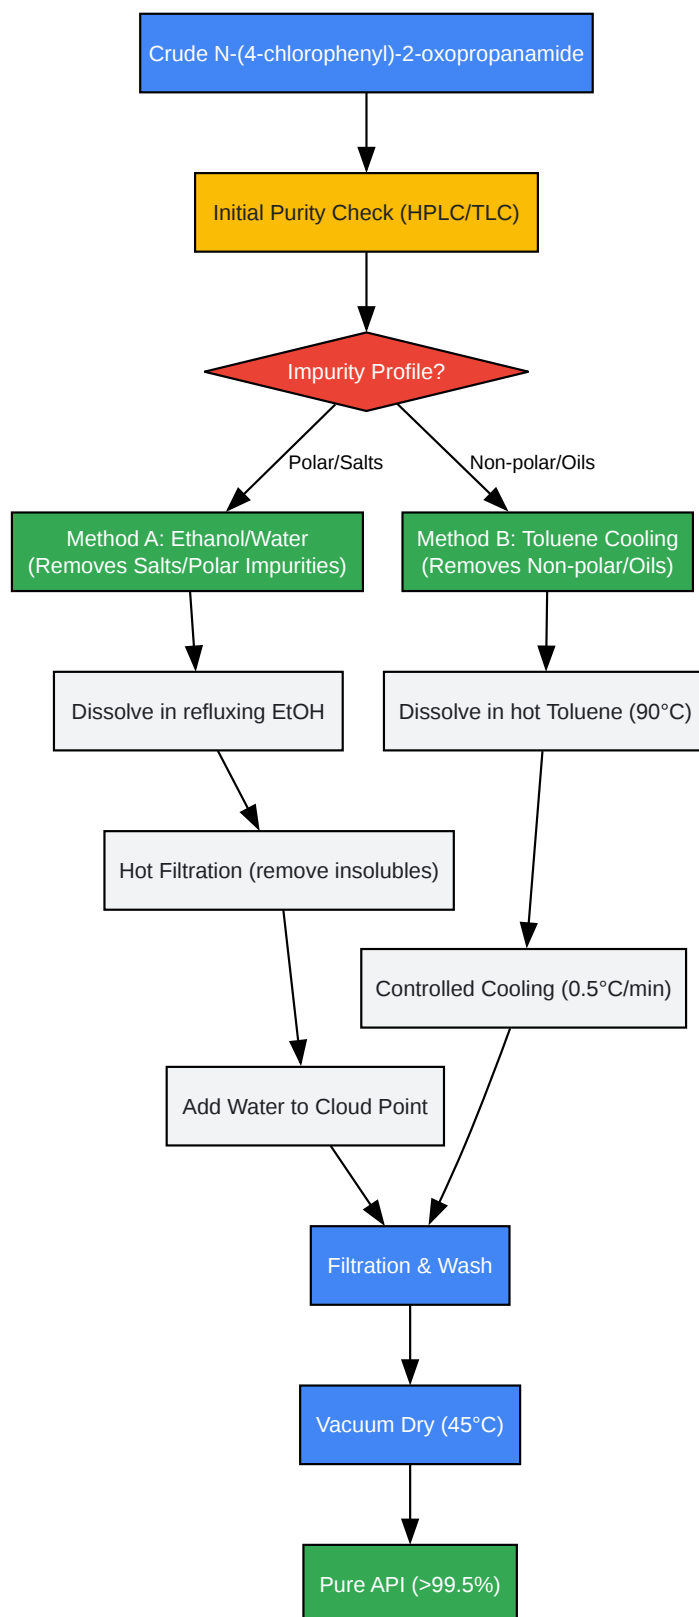 Crude N-(4-chlorophenyl)-2-oxopropanamide
Initial Purity Check (HPLC/TLC)
Impurity Profile?
Polar/Salts
Non-polar/Oils
Method A: Ethanol/Water
(Removes Salts/Polar Impurities)
Method B: Toluene Cooling
(Removes Non-polar/Oils)
Dissolve in refluxing EtOH
Dissolve in hot Toluene (90°C)
Hot Filtration (remove insolubles)
Controlled Cooling (0.5°C/min)
Add Water to Cloud Point
Filtration & Wash
Vacuum Dry (45°C)
Pure API (>99.5%)